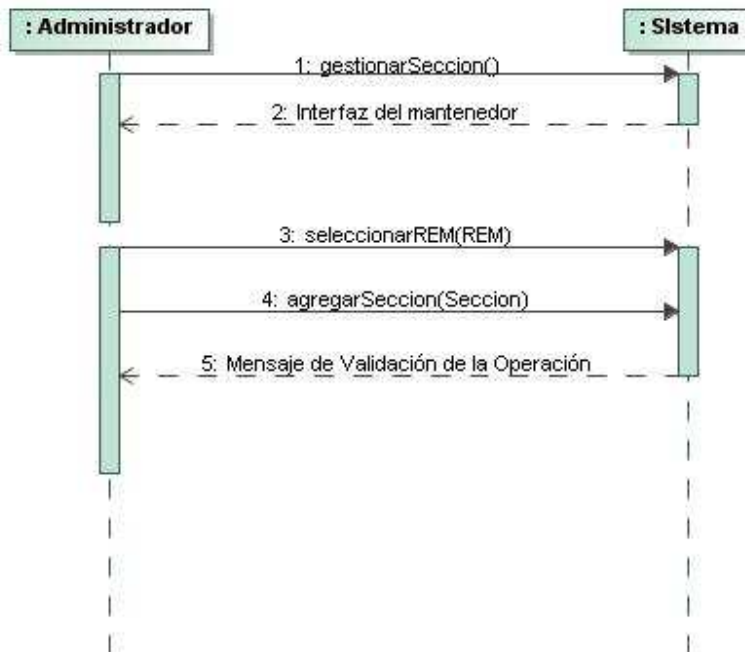 : Administrador
: SIstema
1: gestionarSeccion()
2: Interfaz del mantenedor
3: seleccionarREM(REM)
4: agregarSeccion(Seccion)
5: Mensaje de Validación de la Operación